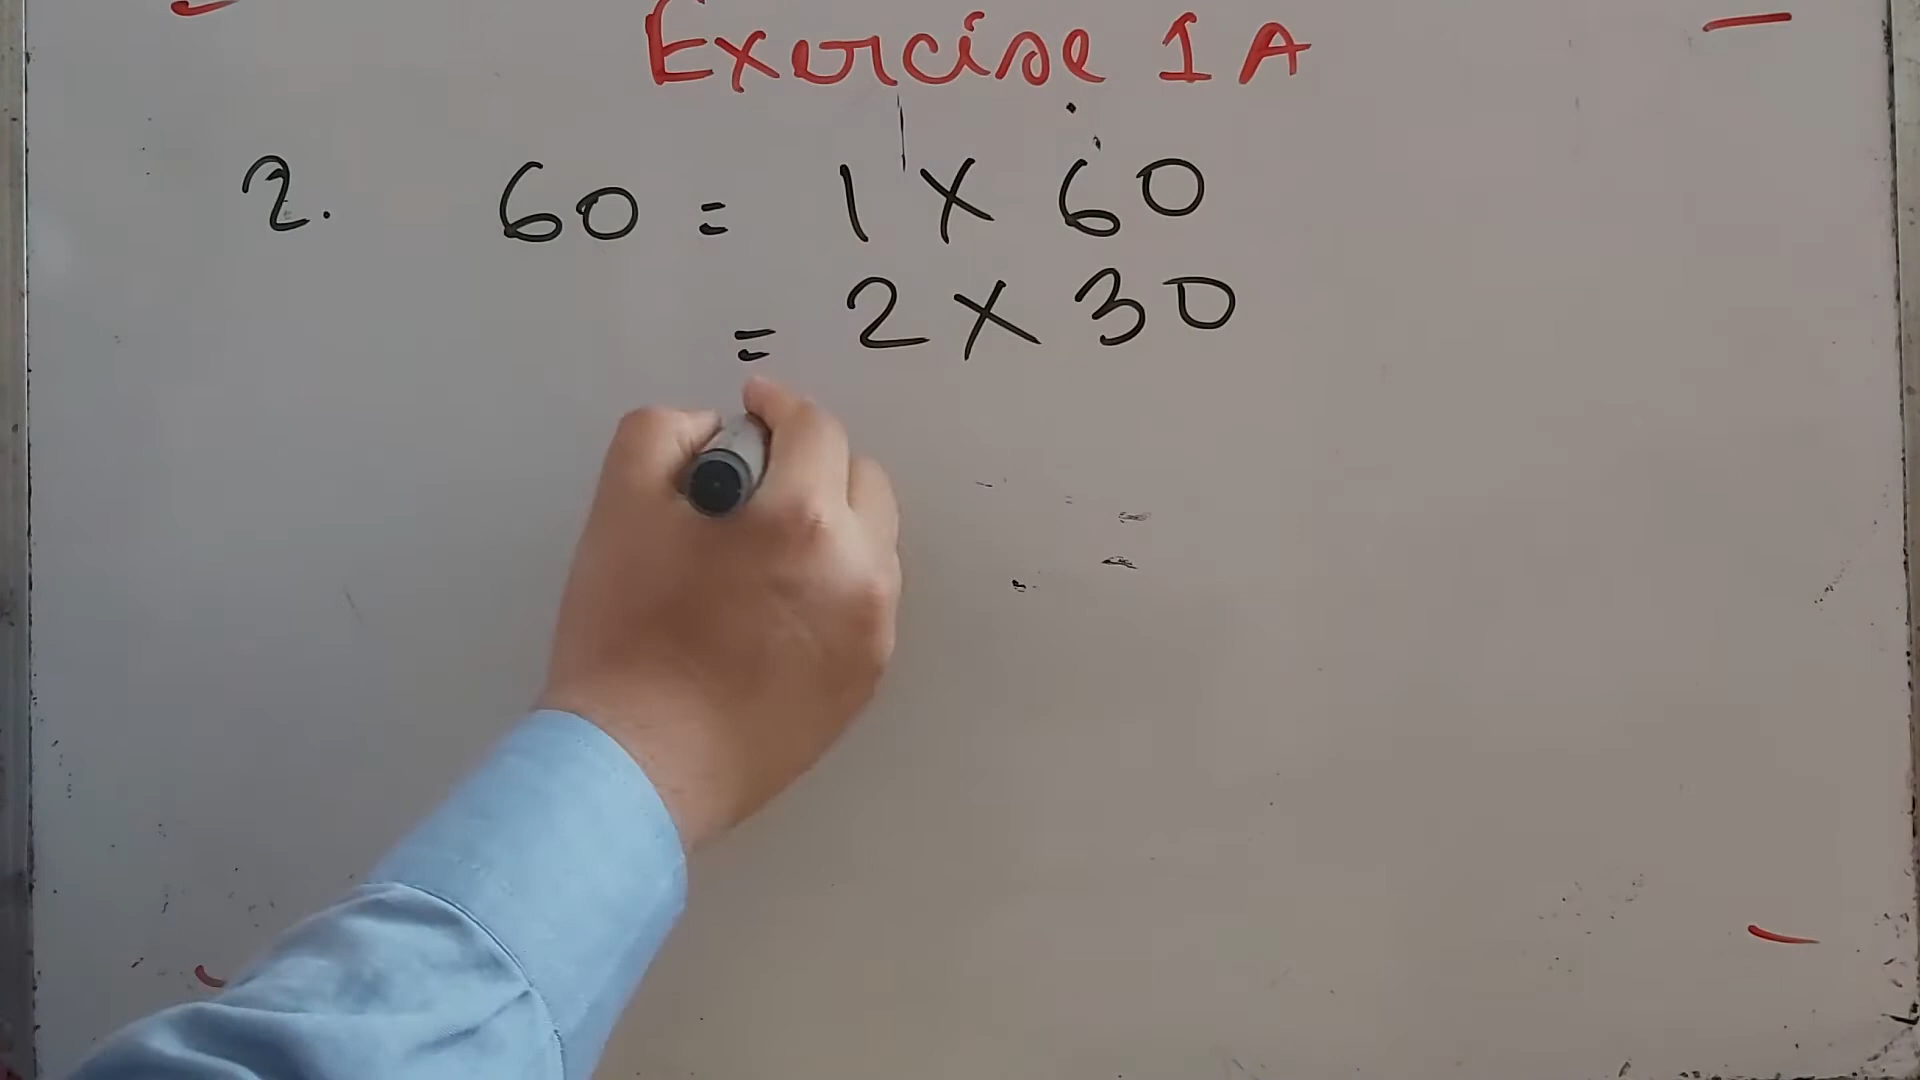 Exercise 1A
2. 60 = 1 X 60
= 2 X 30